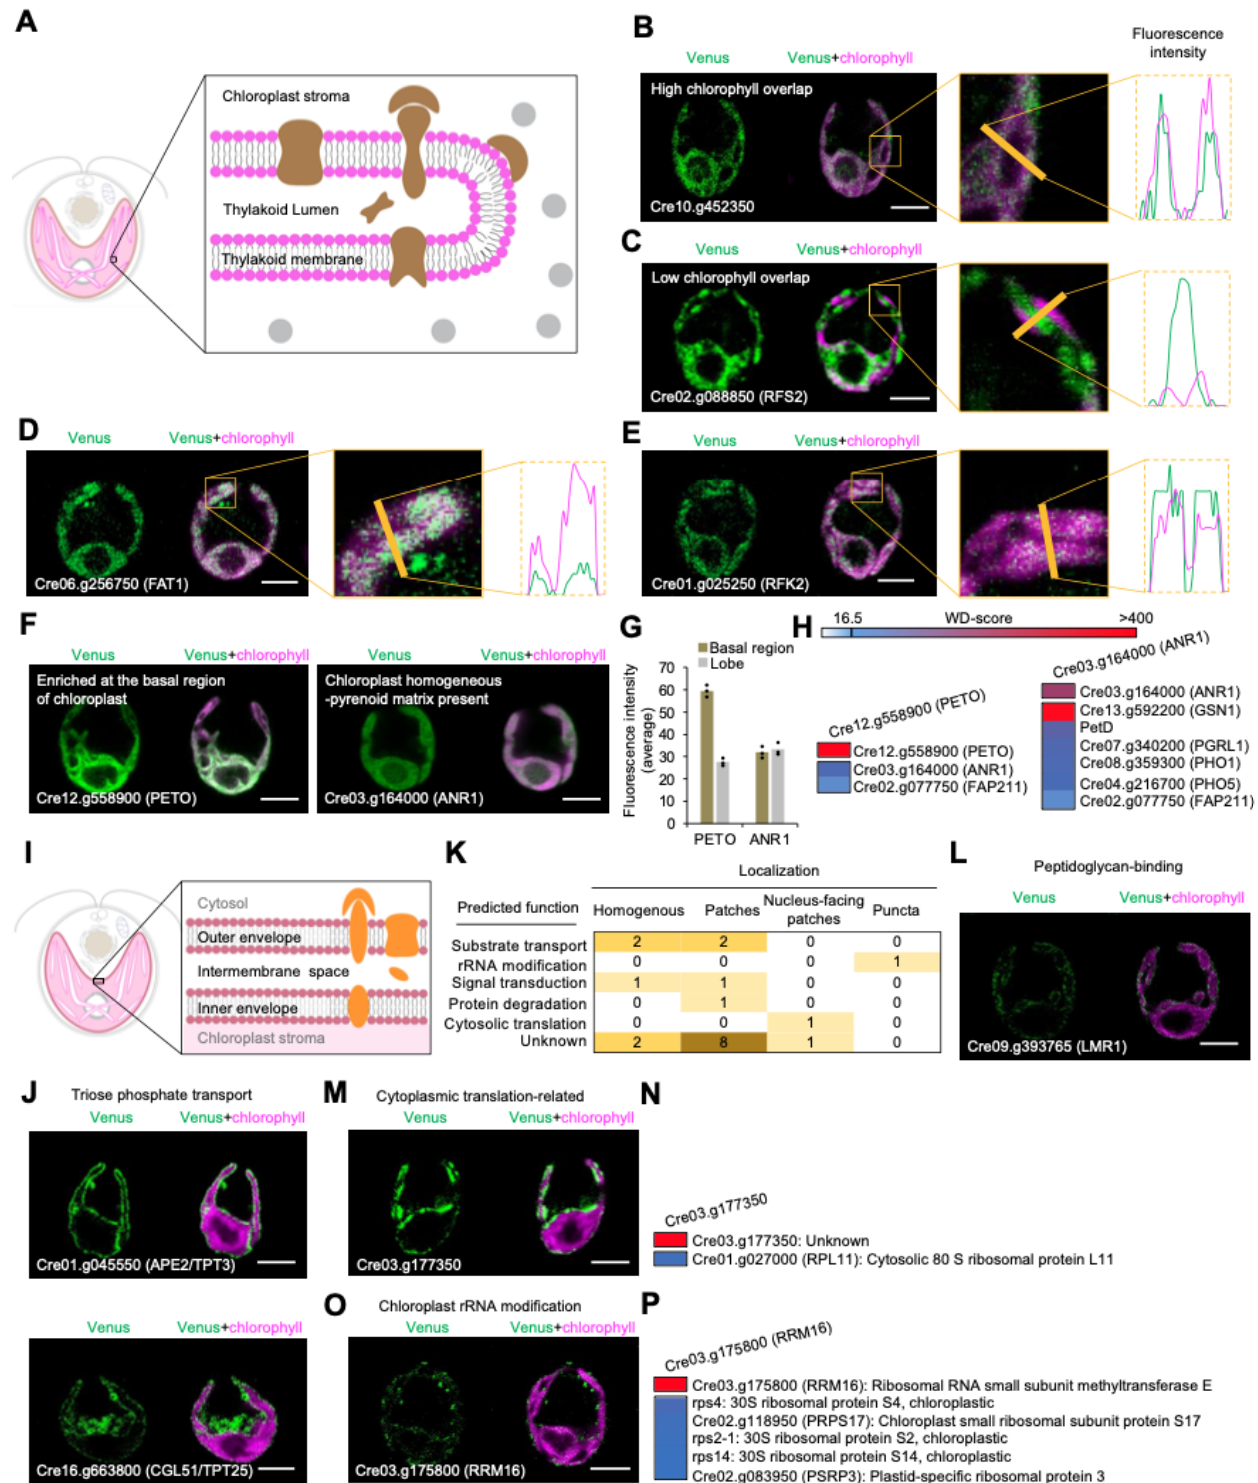 A
Chloroplast stroma
Thylakoid Lumen
Thylakoid membrane
B
Fluorescence
intensity
Venus
Venus+chlorophyll
High chlorophyll overlap
Cre10.g452350
C
Venus
Venus+chlorophyll
Low chlorophyll overlap
Cre02.g088850 (RFS2)
D
Venus
Venus+chlorophyll
Cre06.g256750 (FAT1)
E
Venus
Venus+chlorophyll
Cre01.g025250 (RFK2)
F
Venus
Venus+chlorophyll
Enriched at the basal region
of chloroplast
Cre12.g558900 (PETO)
Venus
Venus+chlorophyll
Chloroplast homogeneous
-pyrenoid matrix present
Cre03.g164000 (ANR1)
G
Basal region
Lobe
Fluorescence intensity
(average)
70
60
50
40
30
20
10
0
PETO
ANR1
H
16.5
WD-score
>400
Cre12.g558900 (PETO)
Cre12.g558900 (PETO)
Cre03.g164000 (ANR1)
Cre02.g077750 (FAP211)
Cre03.g164000 (ANR1)
Cre03.g164000 (ANR1)
Cre13.g592200 (GSN1)
PetD
Cre07.g340200 (PGRL1)
Cre08.g359300 (PHO1)
Cre04.g216700 (PHO5)
Cre02.g077750 (FAP211)
I
Cytosol
Outer envelope
Intermembrane space
Inner envelope
Chloroplast stroma
K
Localization
Predicted function Homogenous Patches Nucleus-facing patches Puncta
Substrate transport 2 2 0 0
rRNA modification 0 0 0 1
Signal transduction 1 1 0 0
Protein degradation 0 1 0 0
Cytosolic translation 0 0 1 0
Unknown 2 8 1 0
L
Peptidoglycan-binding
Venus
Venus+chlorophyll
Cre09.g393765 (LMR1)
J
Triose phosphate transport
Venus
Venus+chlorophyll
Cre01.g045550 (APE2/TPT3)
Venus
Venus+chlorophyll
Cre16.g663800 (CGL51/TPT25)
M
Cytoplasmic translation-related
Venus
Venus+chlorophyll
Cre03.g177350
N
Cre03.g177350
Cre03.g177350: Unknown
Cre01.g027000 (RPL11): Cytosolic 80 S ribosomal protein L11
O
Chloroplast rRNA modification
Venus
Venus+chlorophyll
Cre03.g175800 (RRM16)
P
Cre03.g175800 (RRM16)
Cre03.g175800 (RRM16): Ribosomal RNA small subunit methyltransferase E
rps4: 30S ribosomal protein S4, chloroplastic
Cre02.g118950 (PRPS17): Chloroplast small ribosomal subunit protein S17
rps2-1: 30S ribosomal protein S2, chloroplastic
rps14: 30S ribosomal protein S14, chloroplastic
Cre02.g083950 (PSRP3): Plastid-specific ribosomal protein 3